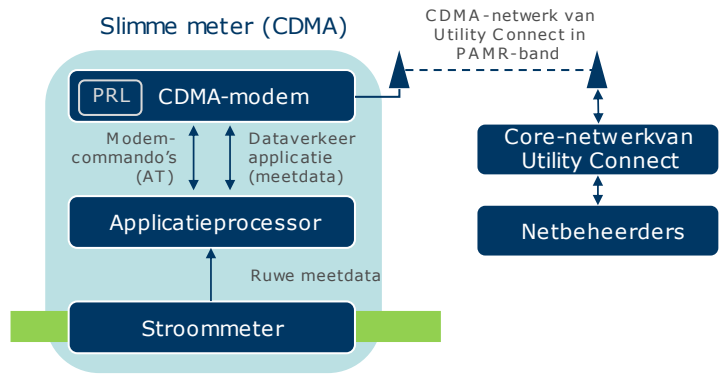 Slimme meter (CDMA)
CDMA-netwerk van
Utility Connect in
PAMR-band
PRL
CDMA-modem
Modem-
commando's
(AT)
Dataverkeer
applicatie
(meetdata)
Core-netwerkvan
Utility Connect
Applicatieprocessor
Netbeheerders
Ruwe meetdata
Stroommeter